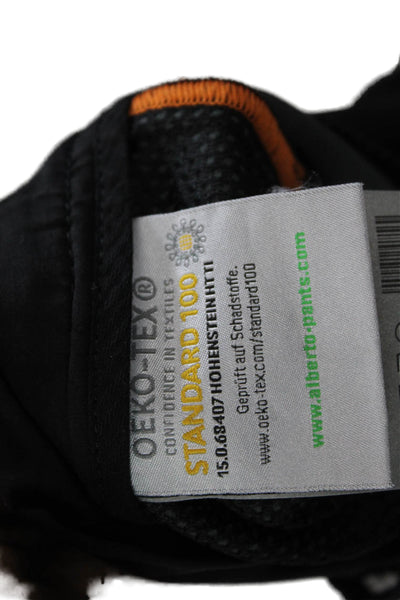 OEKO-TEX®
CONFIDENCE IN TEXTILES
STANDARD 100
15.0.68407 HOHENSTEIN HTTI
Geprüft auf Schadstoffe.
www.oeko-tex.com/standard100
www.alberto-pants.com